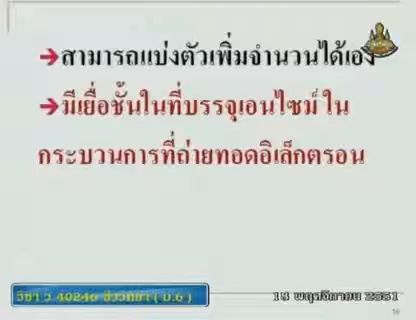 ➔สามารถแบ่งตัวเพิ่มจำนวนได้เอง
➔มีเยื่อชั้นในที่บรรจุเอนไซม์ ใน
กระบวนการที่ถ่ายทอดอิเล็กตรอน
วิชา ว 40246 ชีววิทยา ( ม.6 )
13 พฤศจิกายน 2551